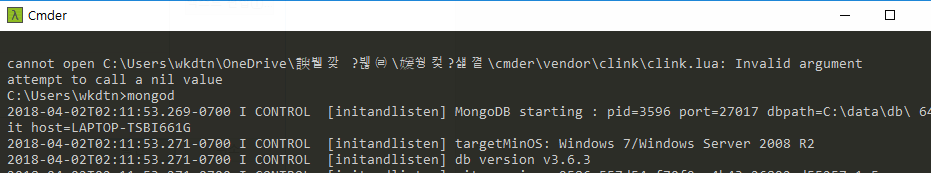 Cmder
cannot open C:\Users\wkdtn\OneDrive\諛뷀깢 ?붾㈃\媛쒕컻?섍꼍\cmder\vendor\clink\clink.lua: Invalid argument
attempt to call a nil value
C:\Users\wkdtn>mongod
2018-04-02T02:11:53.269-0700 I CONTROL  [initandlisten] MongoDB starting : pid=3596 port=27017 dbpath=C:\data\db\ 64
it host=LAPTOP-TSBI661G
2018-04-02T02:11:53.271-0700 I CONTROL  [initandlisten] targetMinOS: Windows 7/Windows Server 2008 R2
2018-04-02T02:11:53.271-0700 I CONTROL  [initandlisten] db version v3.6.3